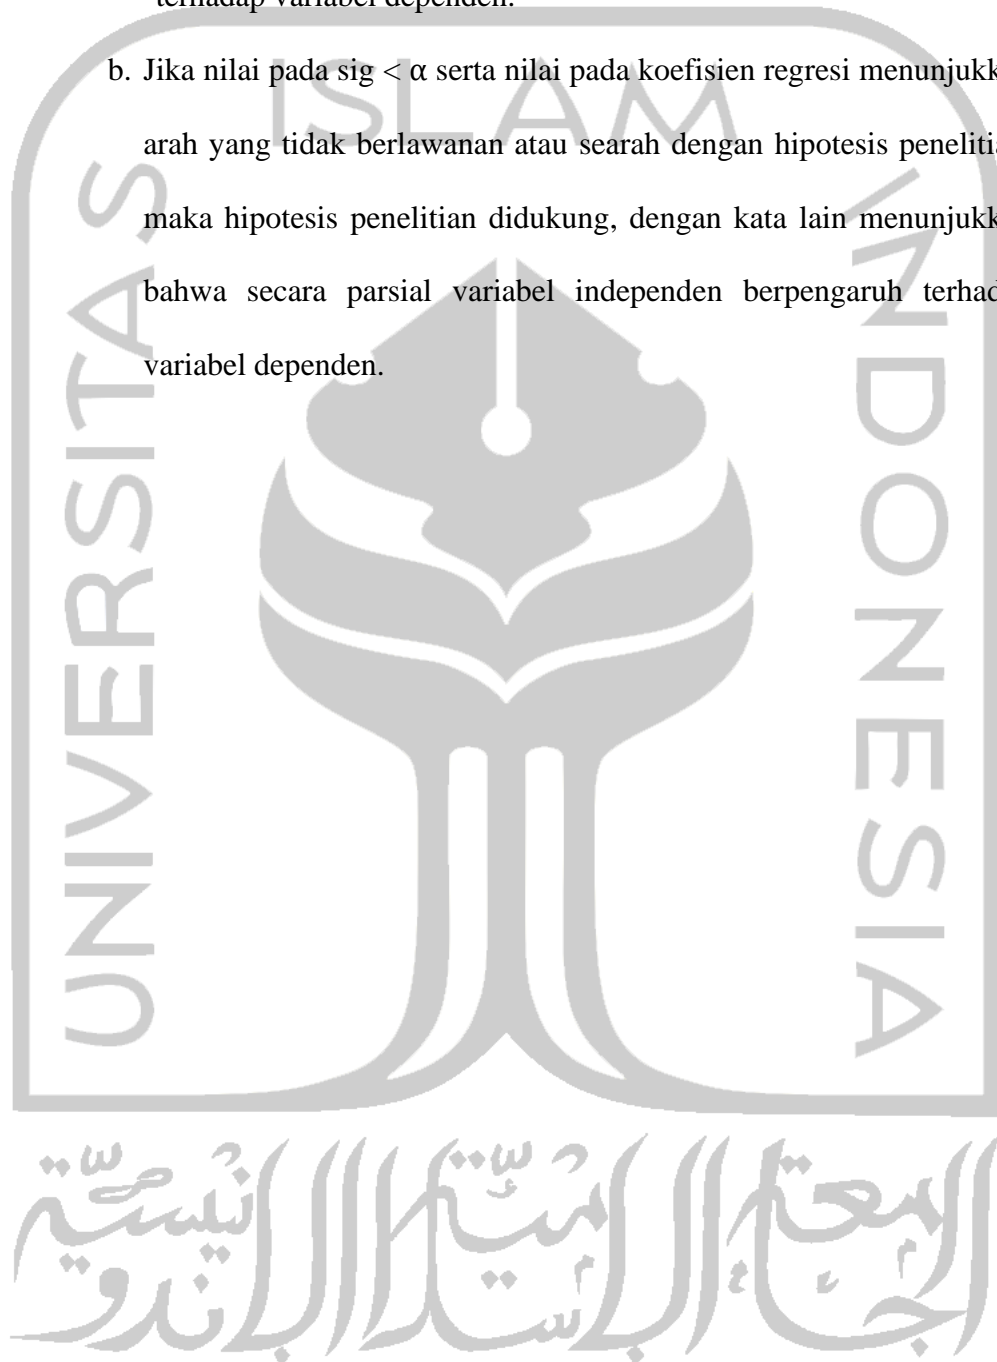 terhadap variabel dependen.
b. Jika nilai pada sig < α serta nilai pada koefisien regresi menunjukk
arah yang tidak berlawanan atau searah dengan hipotesis peneliti
maka hipotesis penelitian didukung, dengan kata lain menunjukk
bahwa secara parsial variabel independen berpengaruh terhad
variabel dependen.
UNIVERSITAS
ISLAM
INDONESIA
الجامعة الإسلامية الإندونيسية